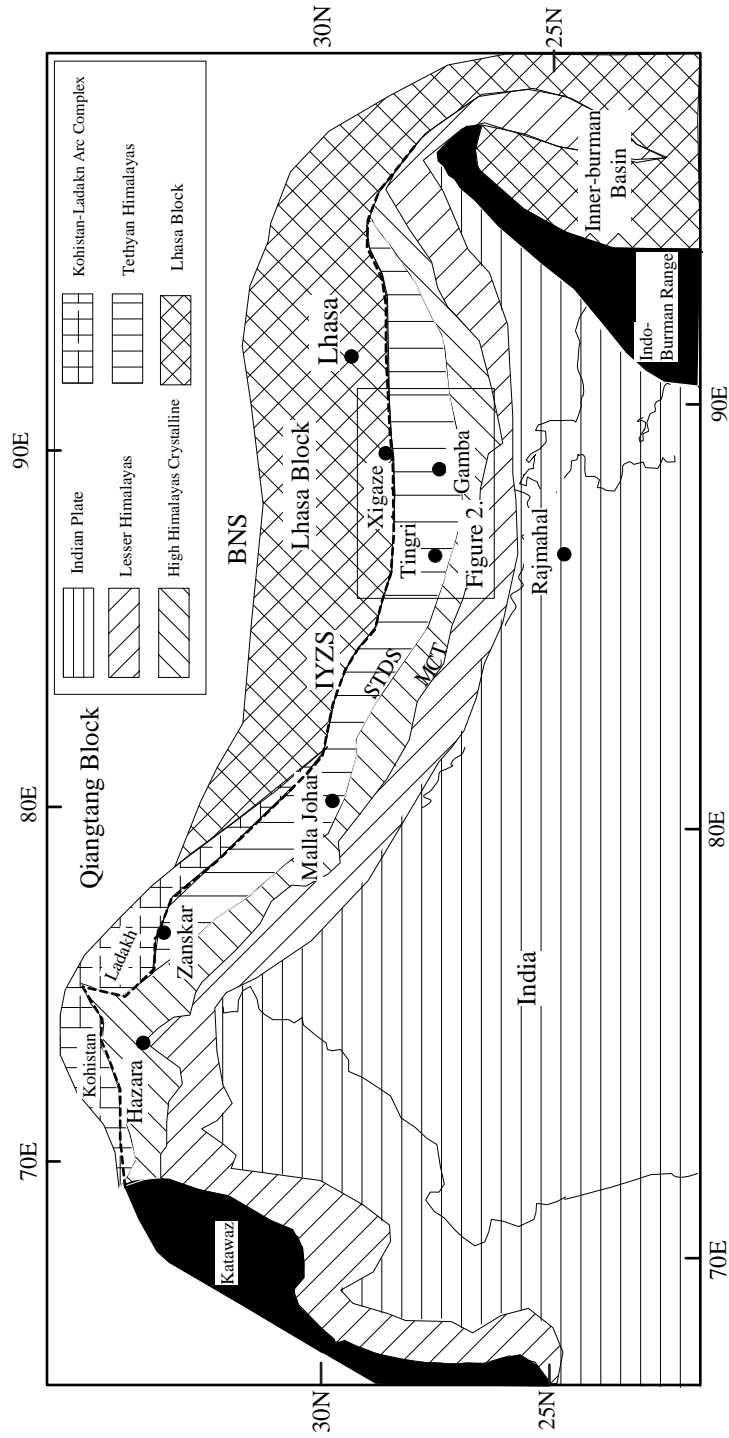 70E
80E
90E
Qiangtang Block
Indian Plate
Lesser Himalayas
High Himalayas Crystalline
Kohistan-Ladakn Arc Complex
Tethyan Himalayas
Lhasa Block
30N
30N
25N
25N
Kohistan
Ladakh
Hazara
Zanskar
Katawaz
BNS
Lhasa Block
Lhasa
IYZS
Xigaze
Malla Johar
STDS
MCT
Tingri
Gamba
Figure 2.
Rajmahal
Inner-burman
Basin
Indo-
Burman Range
India
70E
80E
90E